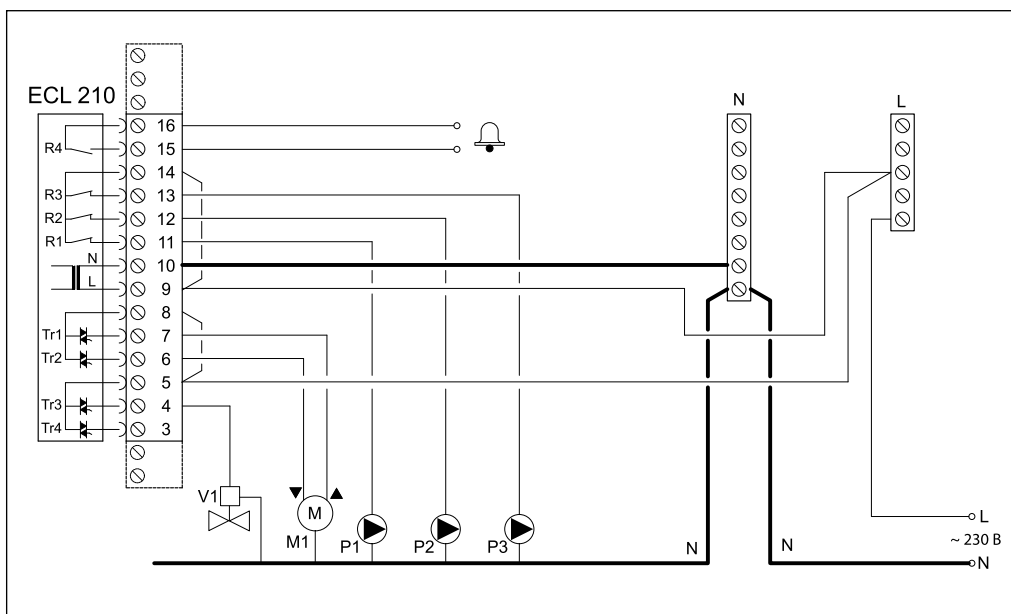 ECL 210
N
L
16
R4
15
14
R3
13
R2
12
R1
11
N
10
L
9
8
Tr1
7
Tr2
6
5
Tr3
4
Tr4
3
V1
M
M1
P1
P2
P3
N
N
L
~ 230 В
N